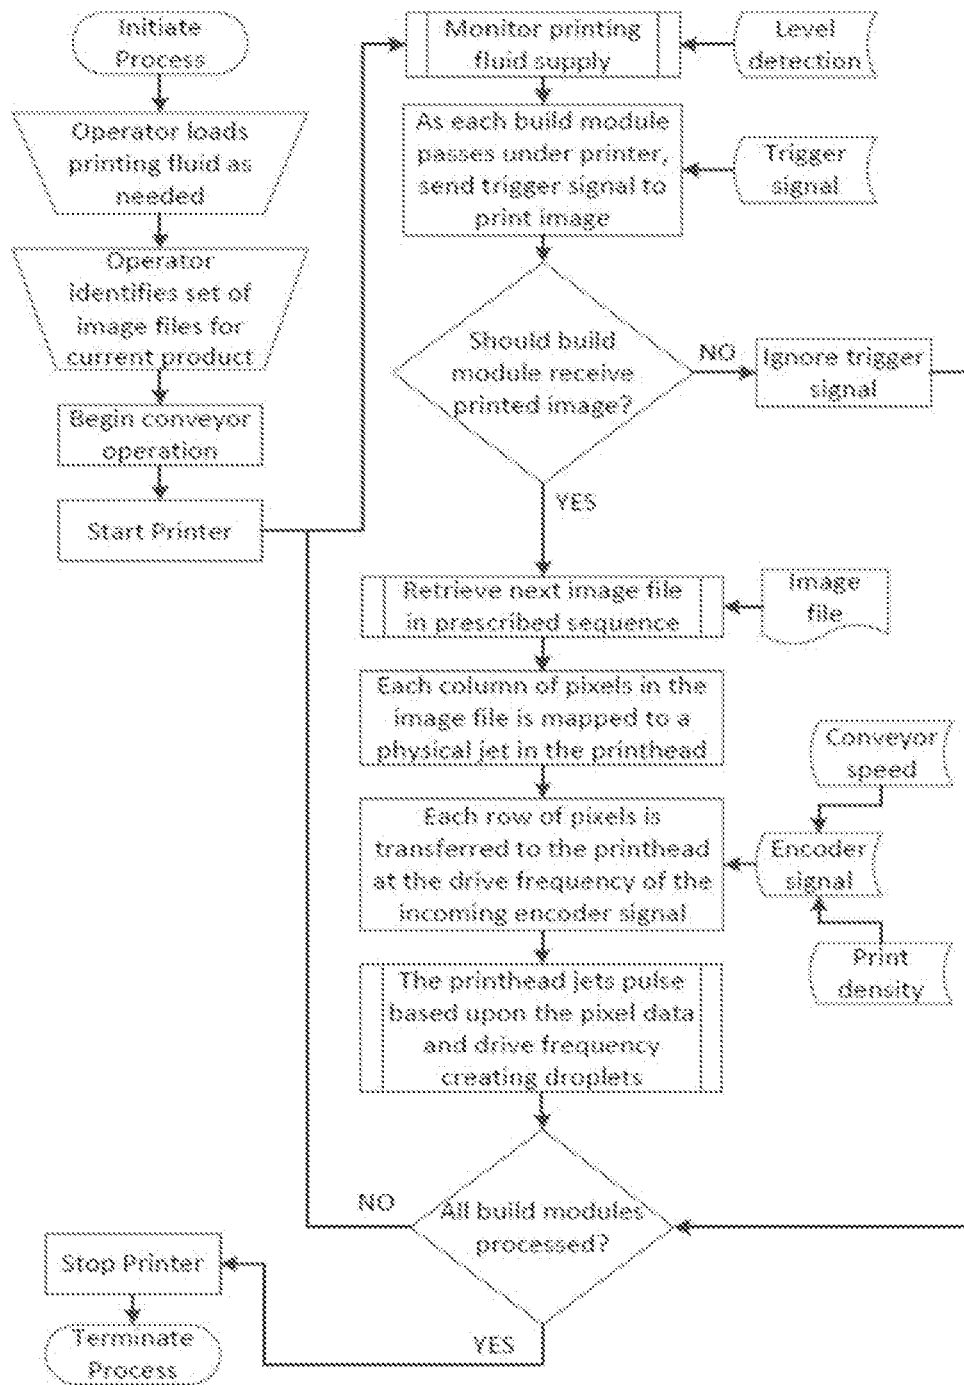 Initiate
Process
Operator loads
printing fluid as
needed
Operator
identifies set of
image files for
current product
Begin conveyor
operation
Start Printer
Monitor printing
fluid supply
Level
detection
As each build module
passes under printer,
send trigger signal to
print image
Trigger
signal
Should build
module receive
printed image?
NO
Ignore trigger
signal
YES
Retrieve next image file
in prescribed sequence
Image
file
Each column of pixels in the
image file is mapped to a
physical jet in the printhead
Conveyor
speed
Each row of pixels is
transferred to the printhead
at the drive frequency of the
incoming encoder signal
Encoder
signal
Print
density
The printhead jets pulse
based upon the pixel data
and drive frequency
creating droplets
All build modules
processed?
NO
YES
Stop Printer
Terminate
Process